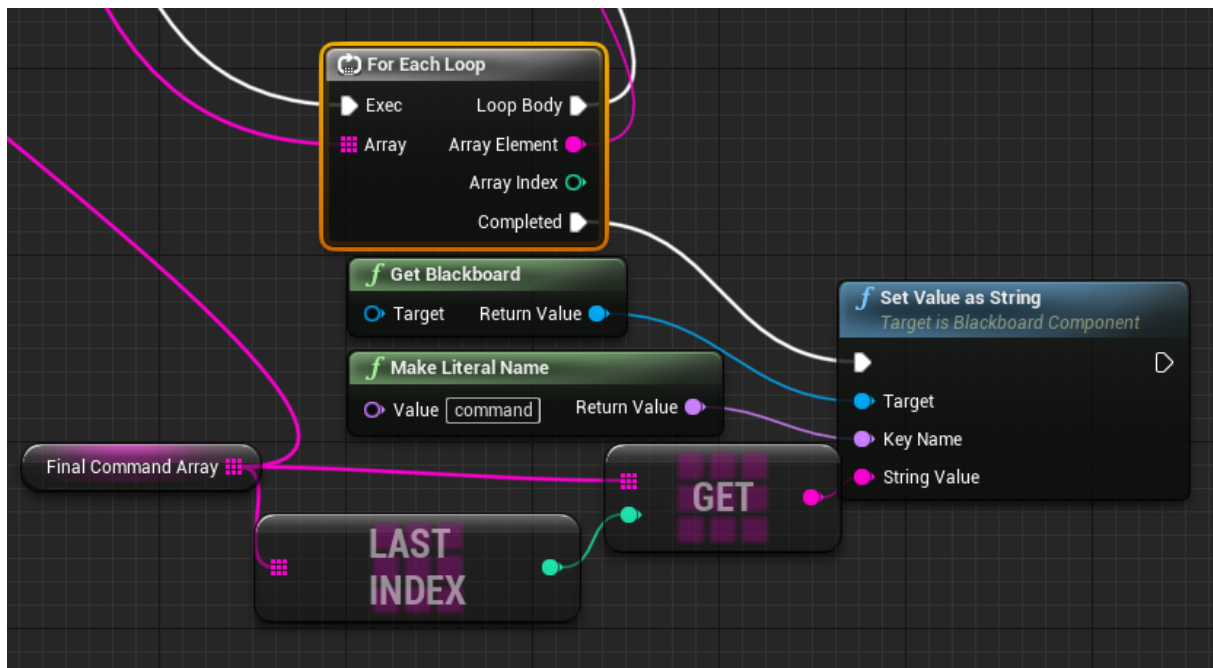 For Each Loop
Exec
Loop Body
Array
Array Element
Array Index
Completed
f Get Blackboard
Target
Return Value
f Make Literal Name
Value command
Return Value
f Set Value as String
Target is Blackboard Component
Target
Key Name
String Value
Final Command Array
GET
LAST
INDEX